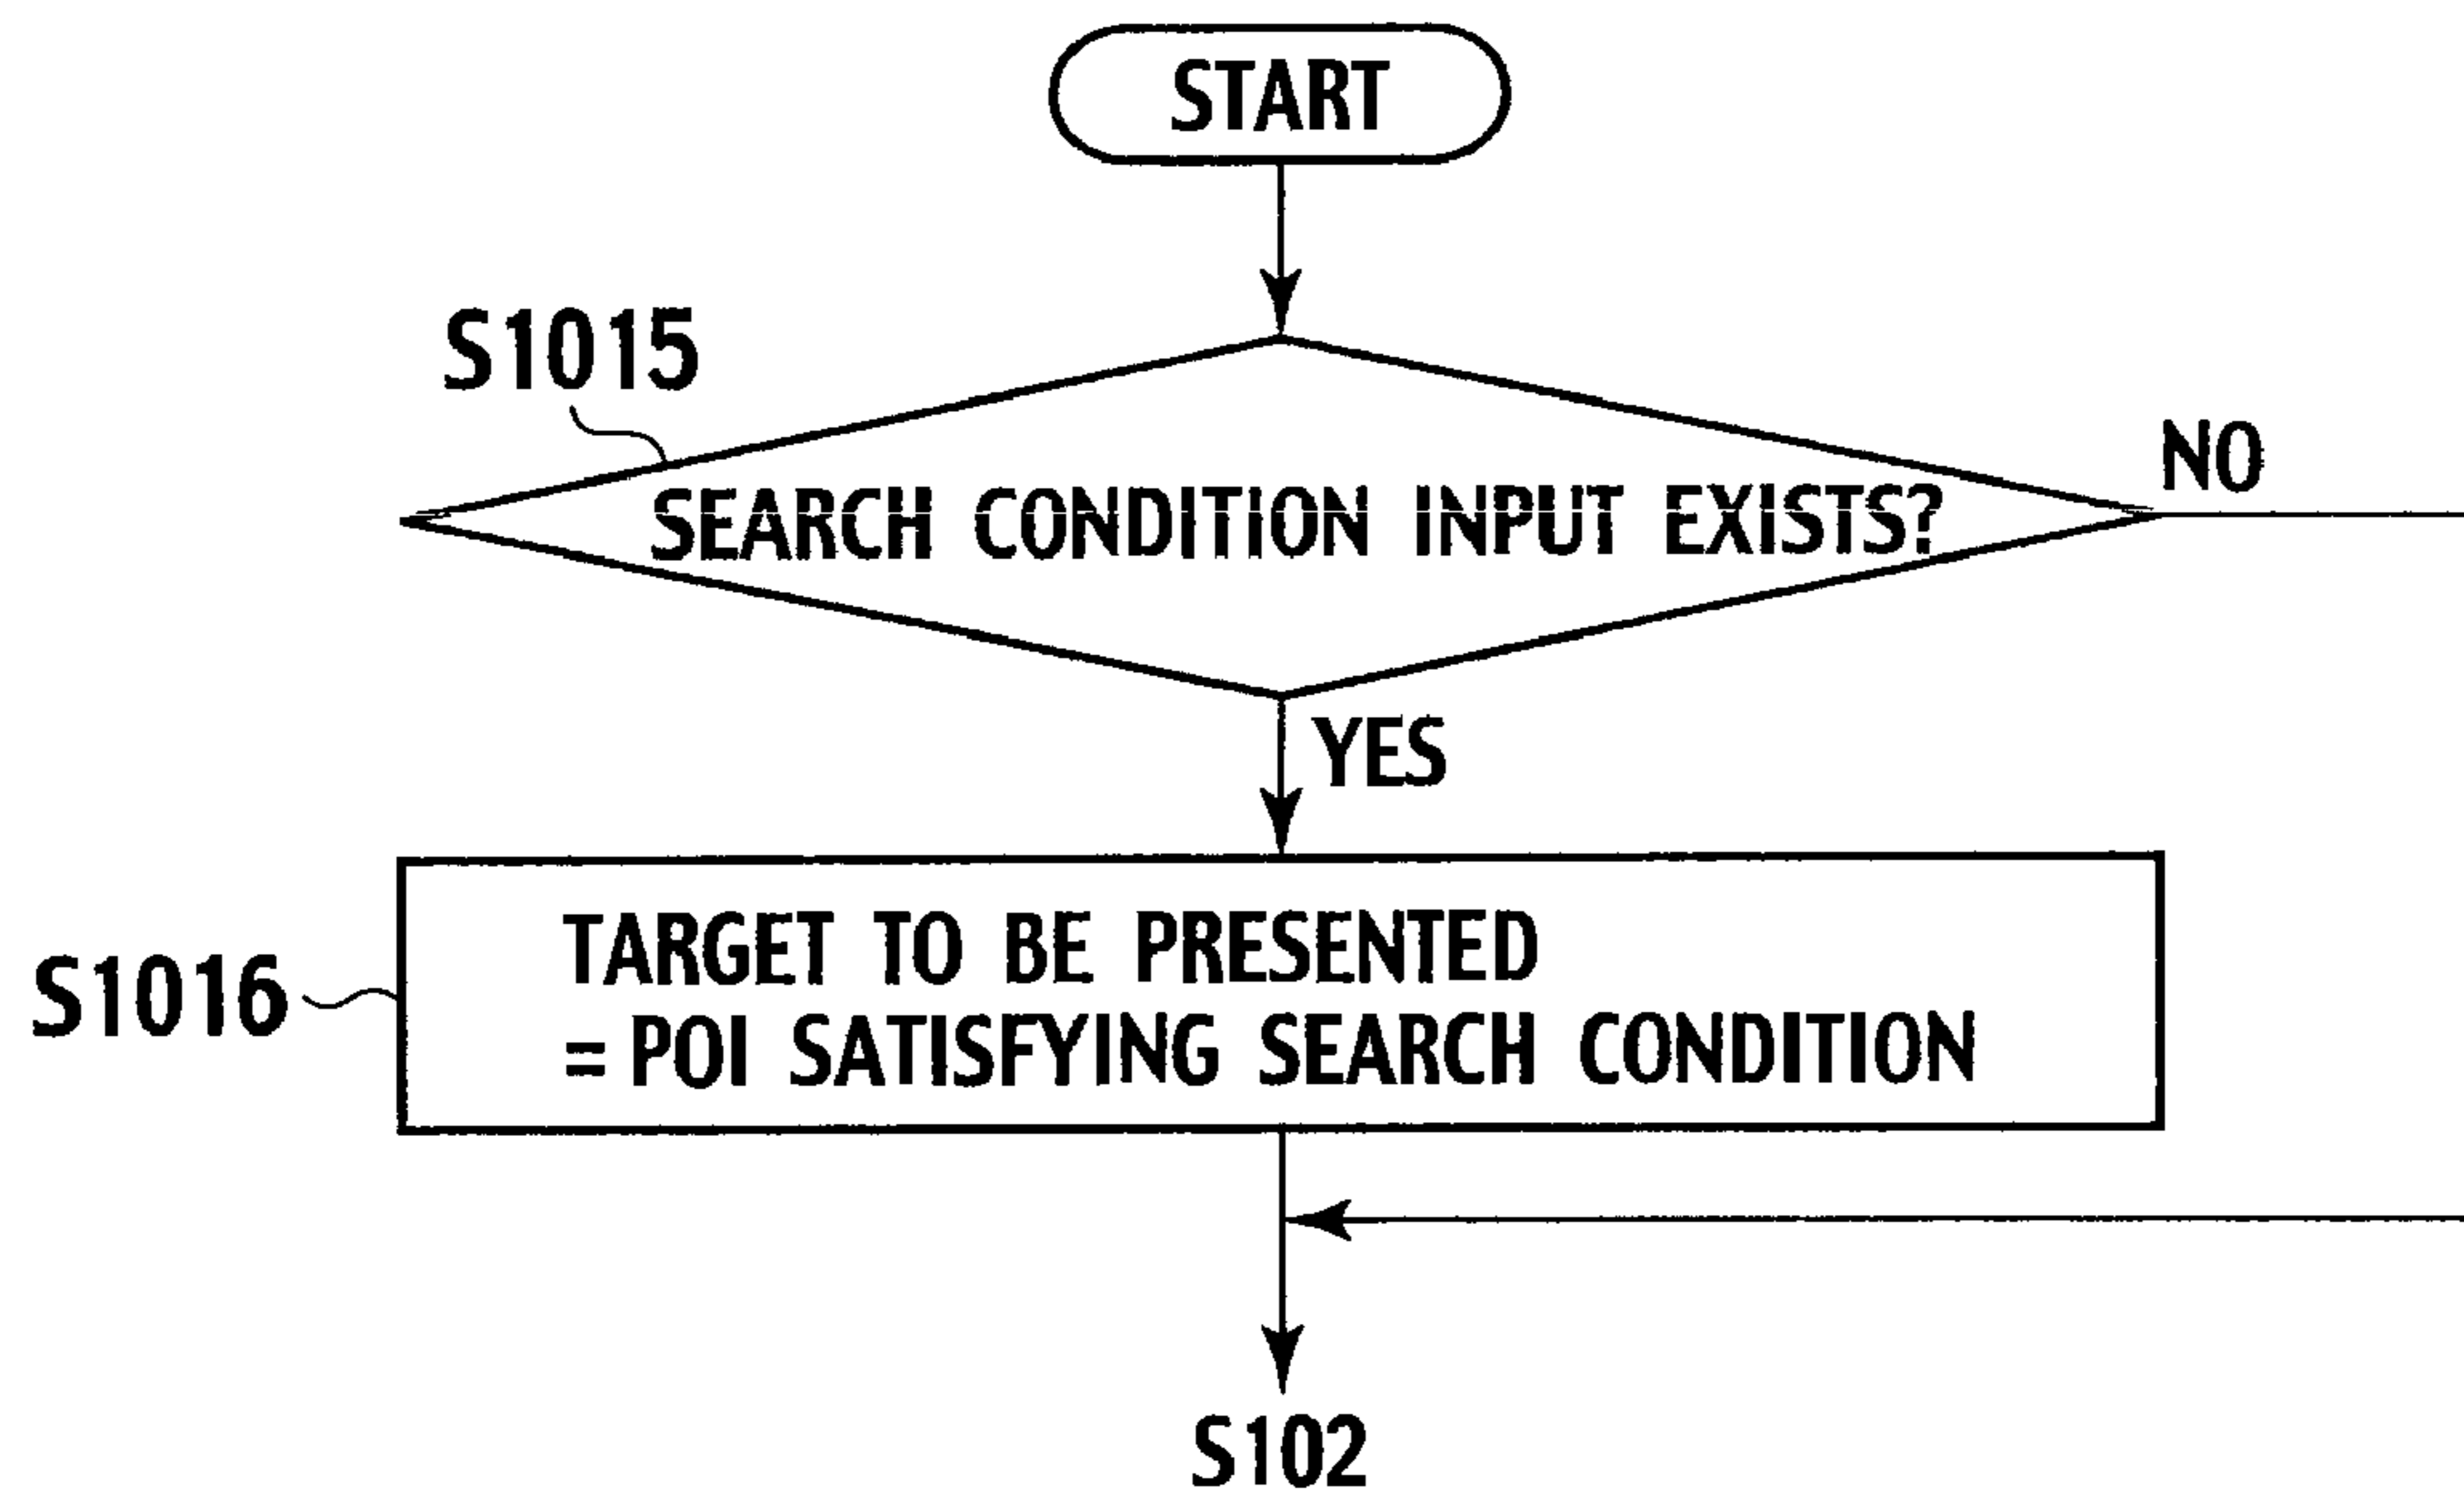 START
S1015
SEARCH CONDITION INPUT EXISTS?
NO
YES
S1016
TARGET TO BE PRESENTED
= POI SATISFYING SEARCH CONDITION
S102